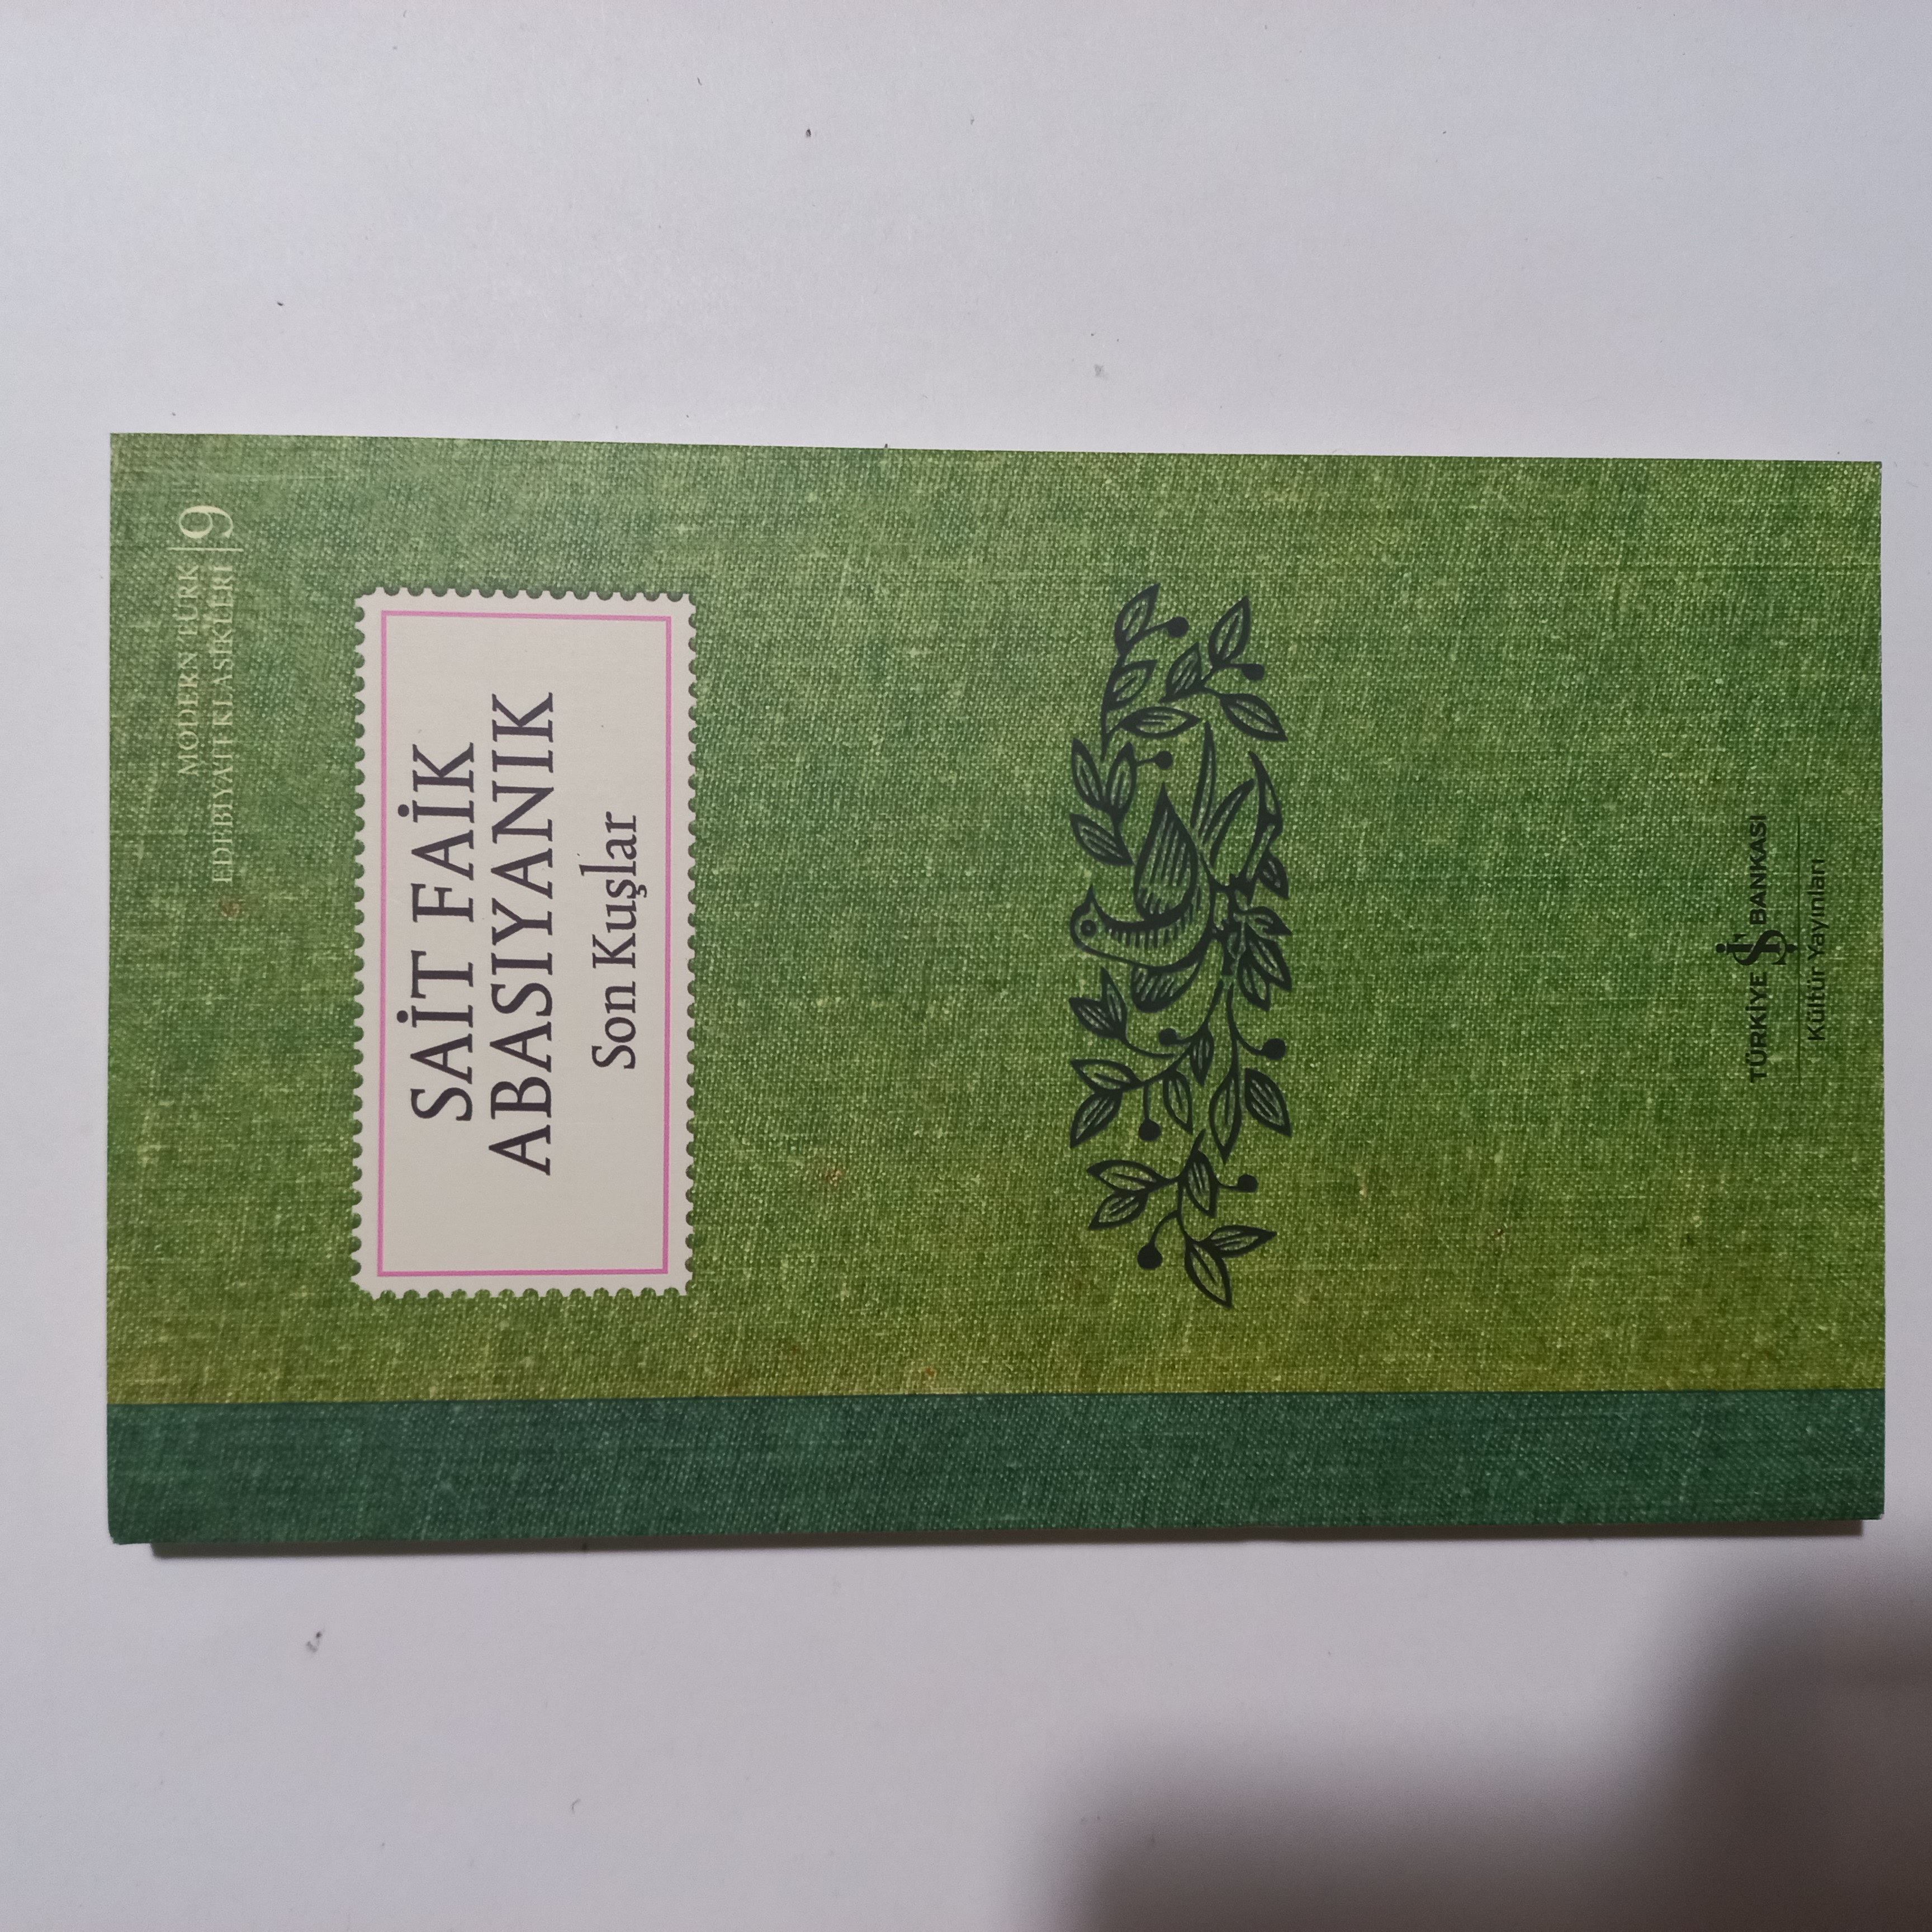 MODERN TÜRK
EDEBİYATI KLASİKLERİ
9
SAİT FAİK
ABASIYANIK
Son Kuşlar
TÜRKİYE İŞ BANKASI
Kültür Yayınları